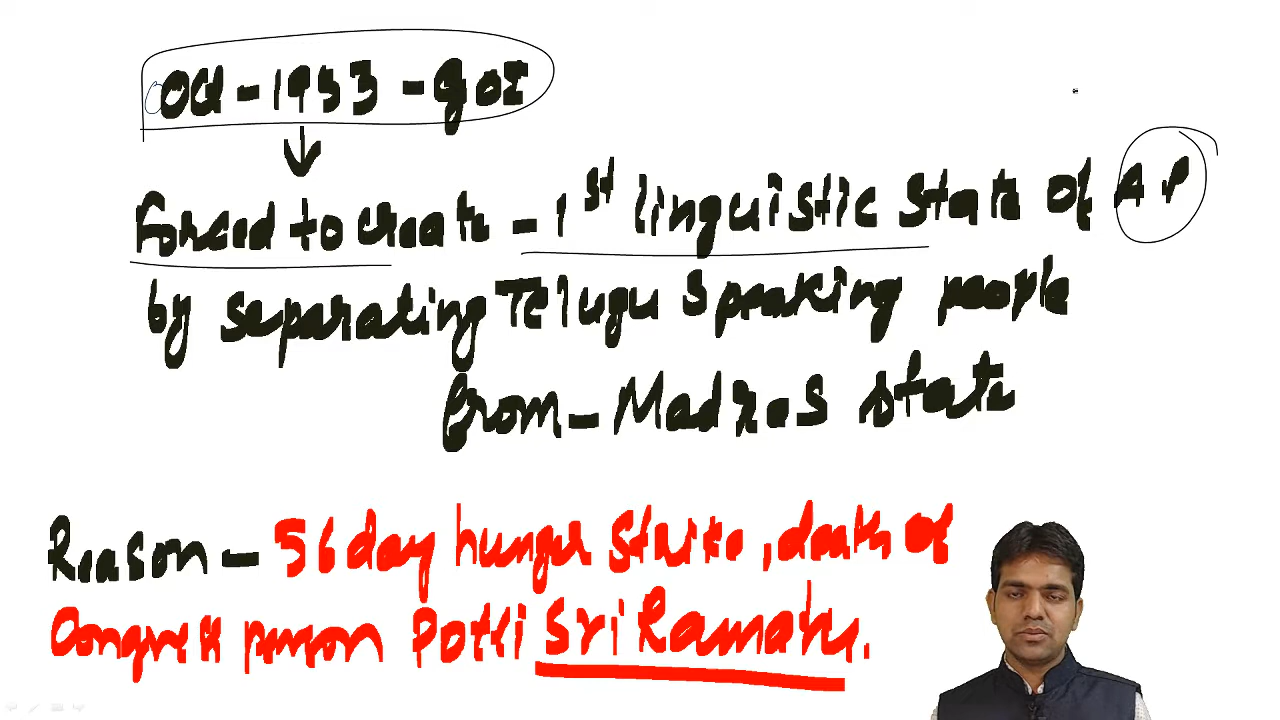 Oct - 1953 - GOI
Forced to create - 1st linguistic state of AP
by separating Telugu speaking people
from - Madras state
Reason - 56 day hunger strike, death of
Congress person Potti Sri Ramalu.